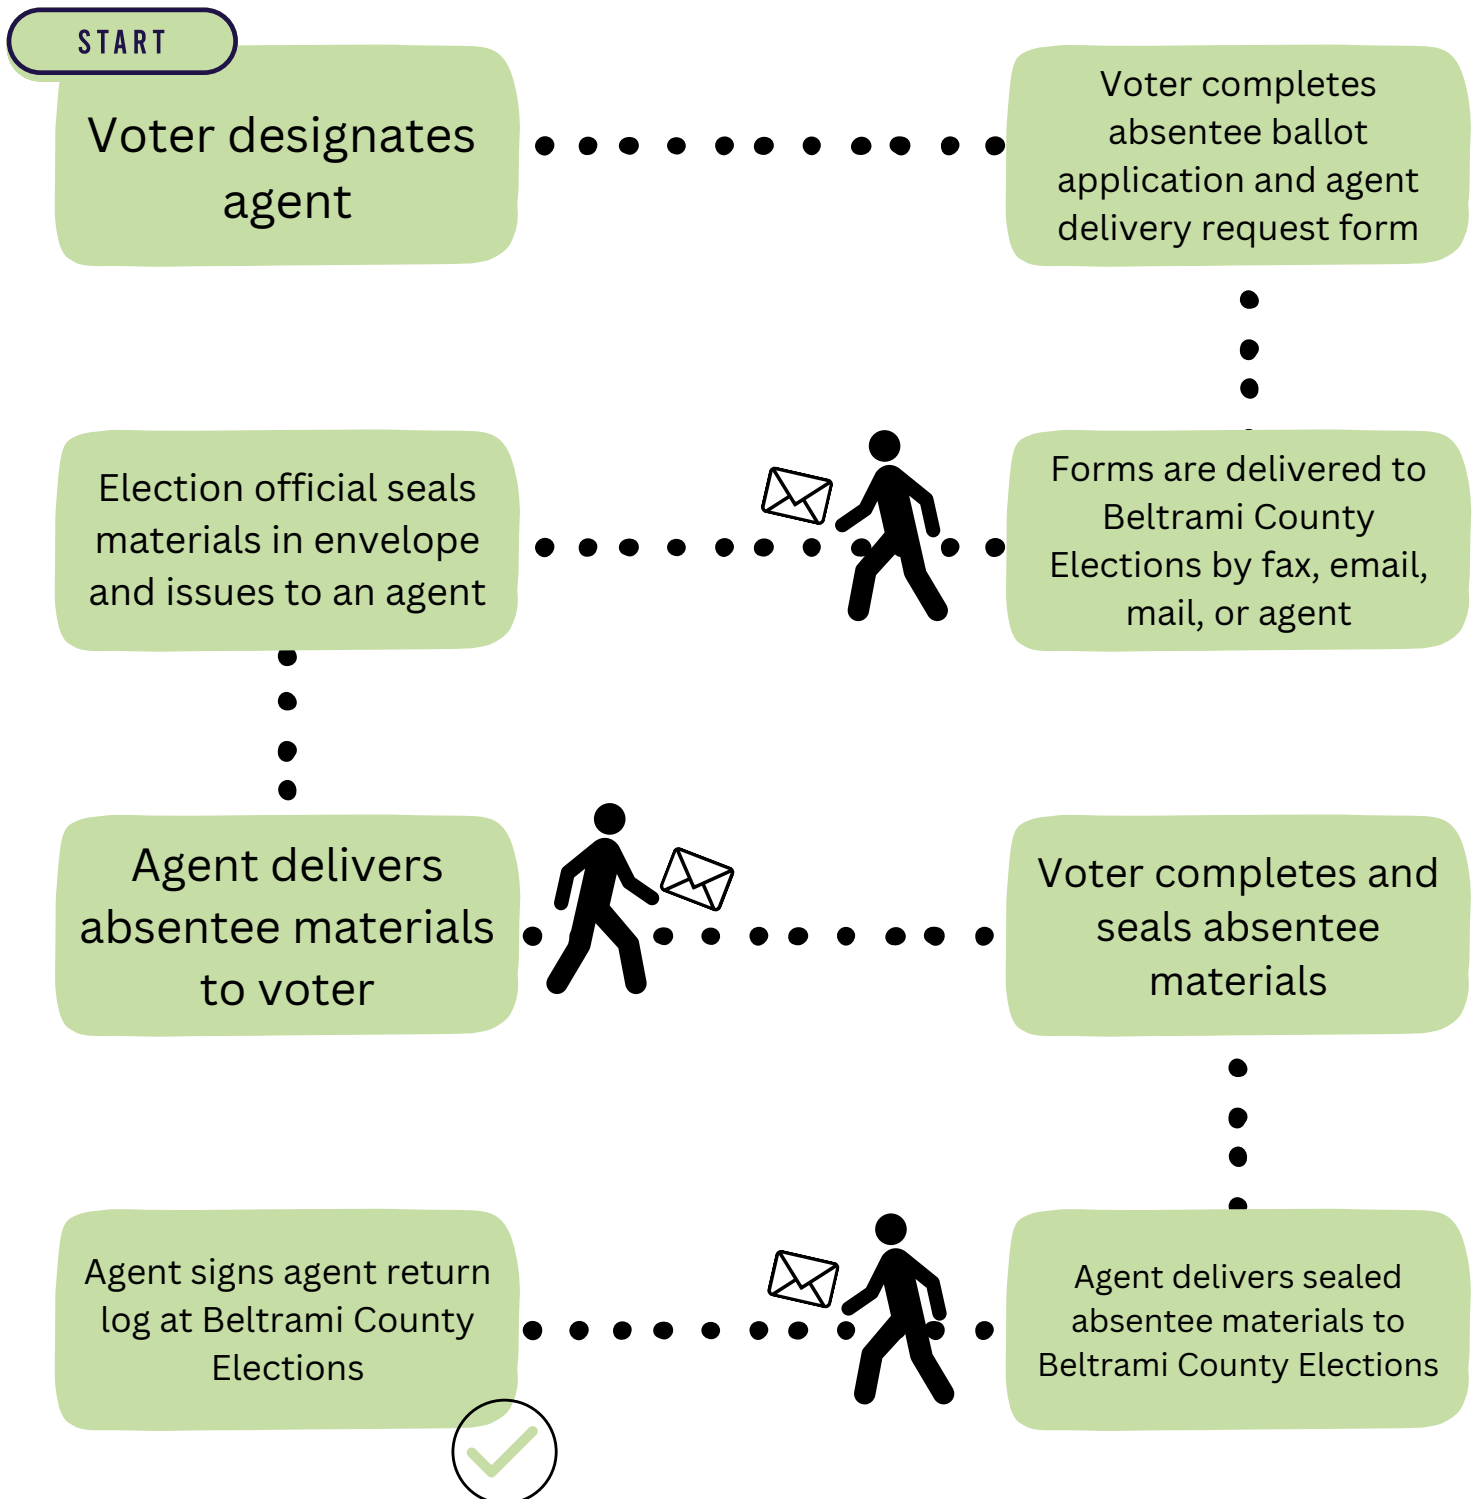 START
Voter designates
agent
Voter completes
absentee ballot
application and agent
delivery request form
Forms are delivered to
Beltrami County
Elections by fax, email,
mail, or agent
Election official seals
materials in envelope
and issues to an agent
Agent delivers
absentee materials
to voter
Voter completes and
seals absentee
materials
Agent delivers sealed
absentee materials to
Beltrami County Elections
Agent signs agent return
log at Beltrami County
Elections